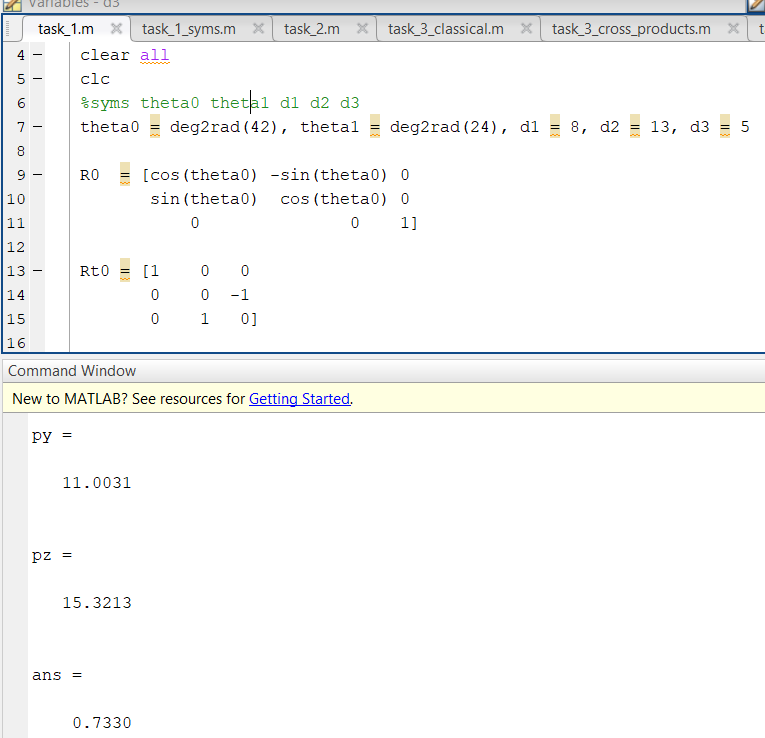 Variables - d3
task_1.m task_1_syms.m task_2.m task_3_classical.m task_3_cross_products.m t
4 clear all
5 clc
6 %syms theta0 theta1 d1 d2 d3
7 theta0 = deg2rad(42), theta1 = deg2rad(24), d1 = 8, d2 = 13, d3 = 5
8
9 R0 = [cos(theta0) -sin(theta0) 0
10 sin(theta0) cos(theta0) 0
11 0 0 1]
12
13 Rt0 = [1 0 0
14 0 0 -1
15 0 1 0]
16
Command Window
New to MATLAB? See resources for Getting Started.
py =
11.0031
pz =
15.3213
ans =
0.7330